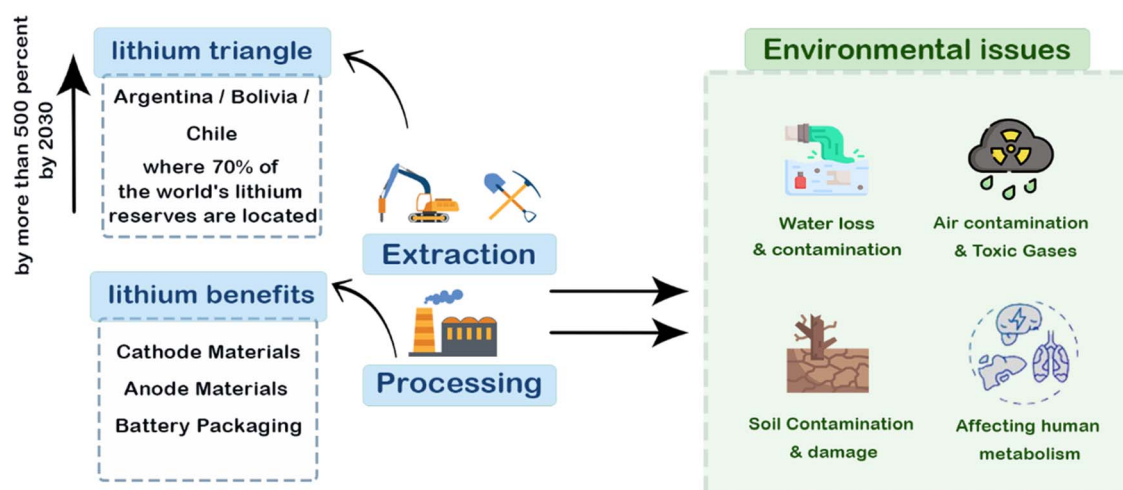 by more than 500 percent
by 2030
lithium triangle
Argentina / Bolivia /
Chile
where 70% of
the world's lithium
reserves are located
Extraction
lithium benefits
Cathode Materials
Anode Materials
Battery Packaging
Processing
Environmental issues
Water loss
& contamination
Air contamination
& Toxic Gases
Soil Contamination
& damage
Affecting human
metabolism